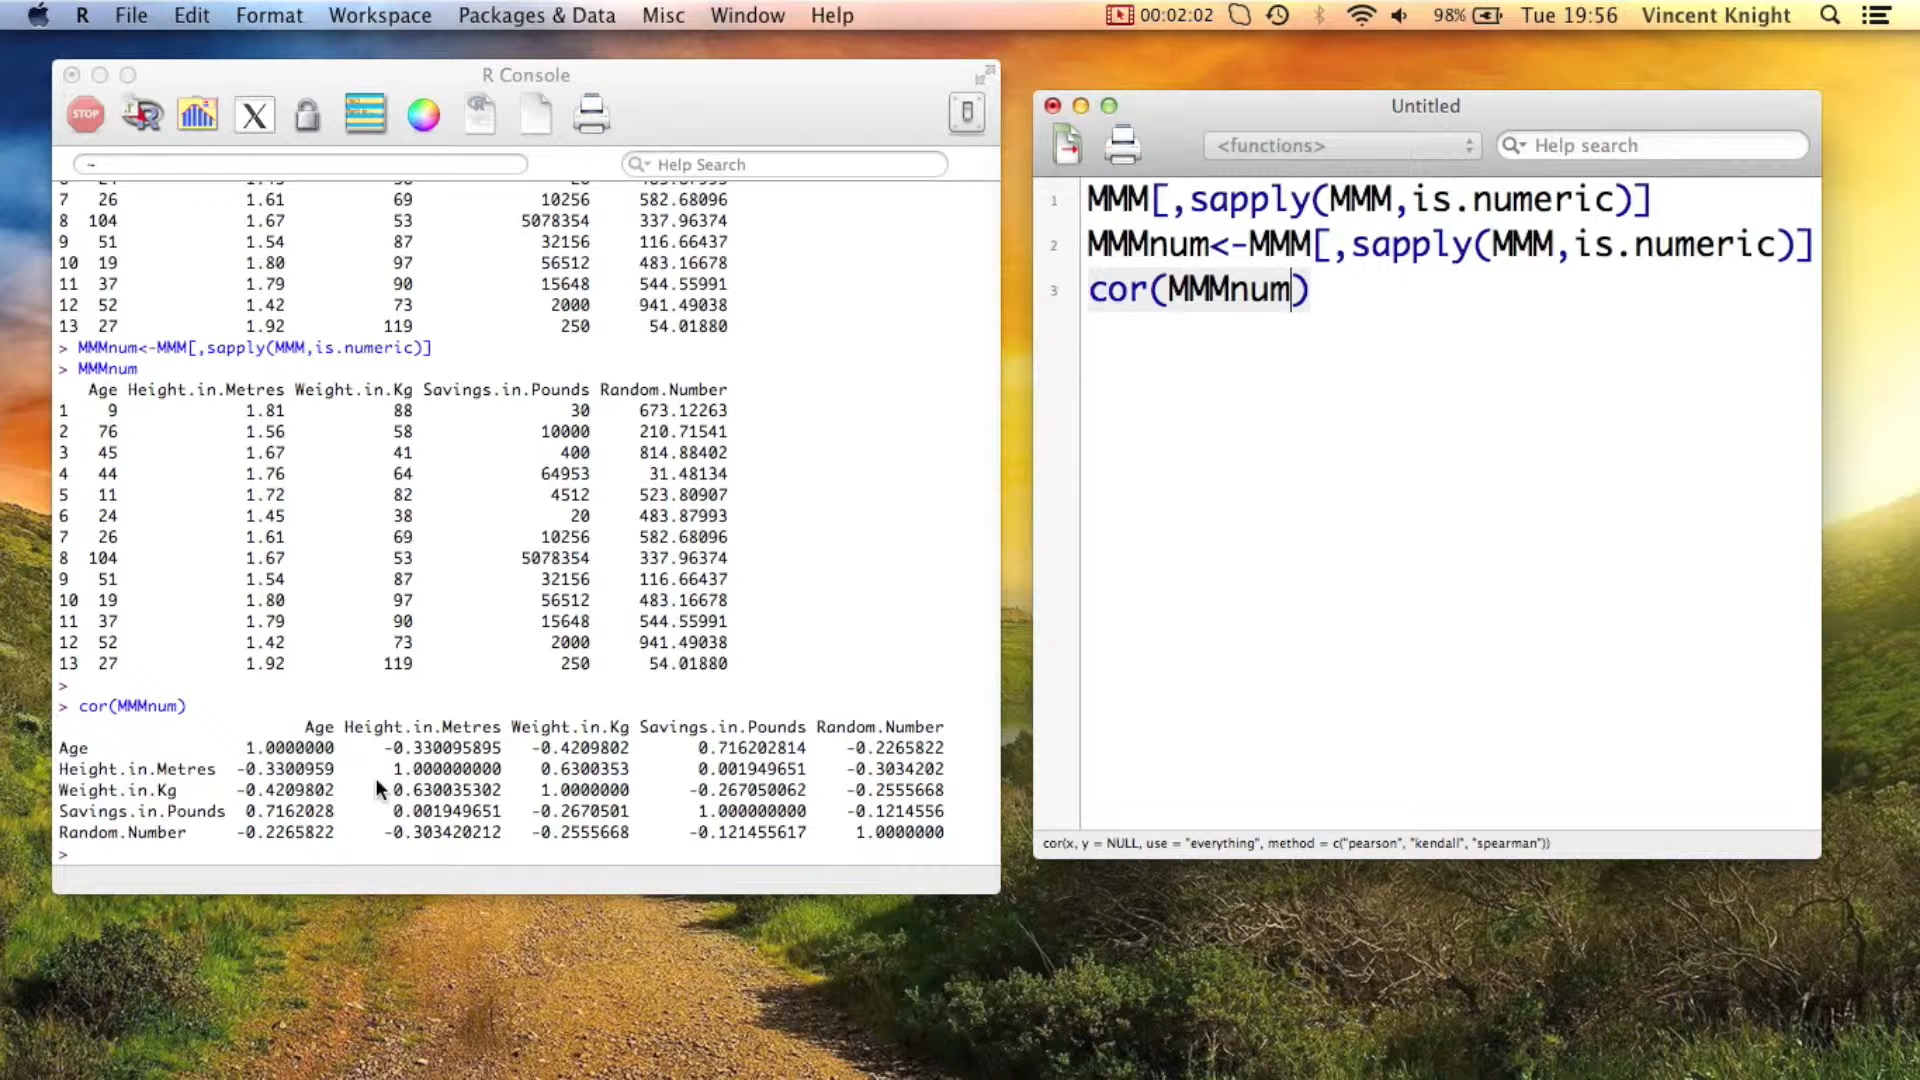 R File Edit Format Workspace Packages & Data Misc Window Help 00:02:02 98% Tue 19:56 Vincent Knight
R Console
STOP
~ Help Search
7 26 1.61 69 10256 582.68096
8 104 1.67 53 5078354 337.96374
9 51 1.54 87 32156 116.66437
10 19 1.80 97 56512 483.16678
11 37 1.79 90 15648 544.55991
12 52 1.42 73 2000 941.49038
13 27 1.92 119 250 54.01880
> MMMnum<-MMM[,sapply(MMM,is.numeric)]
> MMMnum
Age Height.in.Metres Weight.in.Kg Savings.in.Pounds Random.Number
1 9 1.81 88 30 673.12263
2 76 1.56 58 10000 210.71541
3 45 1.67 41 400 814.88402
4 44 1.76 64 64953 31.48134
5 11 1.72 82 4512 523.80907
6 24 1.45 38 20 483.87993
7 26 1.61 69 10256 582.68096
8 104 1.67 53 5078354 337.96374
9 51 1.54 87 32156 116.66437
10 19 1.80 97 56512 483.16678
11 37 1.79 90 15648 544.55991
12 52 1.42 73 2000 941.49038
13 27 1.92 119 250 54.01880
>
> cor(MMMnum)
Age Height.in.Metres Weight.in.Kg Savings.in.Pounds Random.Number
Age 1.0000000 -0.330095895 -0.4209802 0.716202814 -0.2265822
Height.in.Metres -0.3300959 1.000000000 0.6300353 0.001949651 -0.3034202
Weight.in.Kg -0.4209802 0.630035302 1.0000000 -0.267050062 -0.2555668
Savings.in.Pounds 0.7162028 0.001949651 -0.2670501 1.000000000 -0.1214556
Random.Number -0.2265822 -0.303420212 -0.2555668 -0.121455617 1.0000000
>
Untitled
<functions> Help search
1 MMM[,sapply(MMM,is.numeric)]
2 MMMnum<-MMM[,sapply(MMM,is.numeric)]
3 cor(MMMnum)
cor(x, y = NULL, use = "everything", method = c("pearson", "kendall", "spearman"))